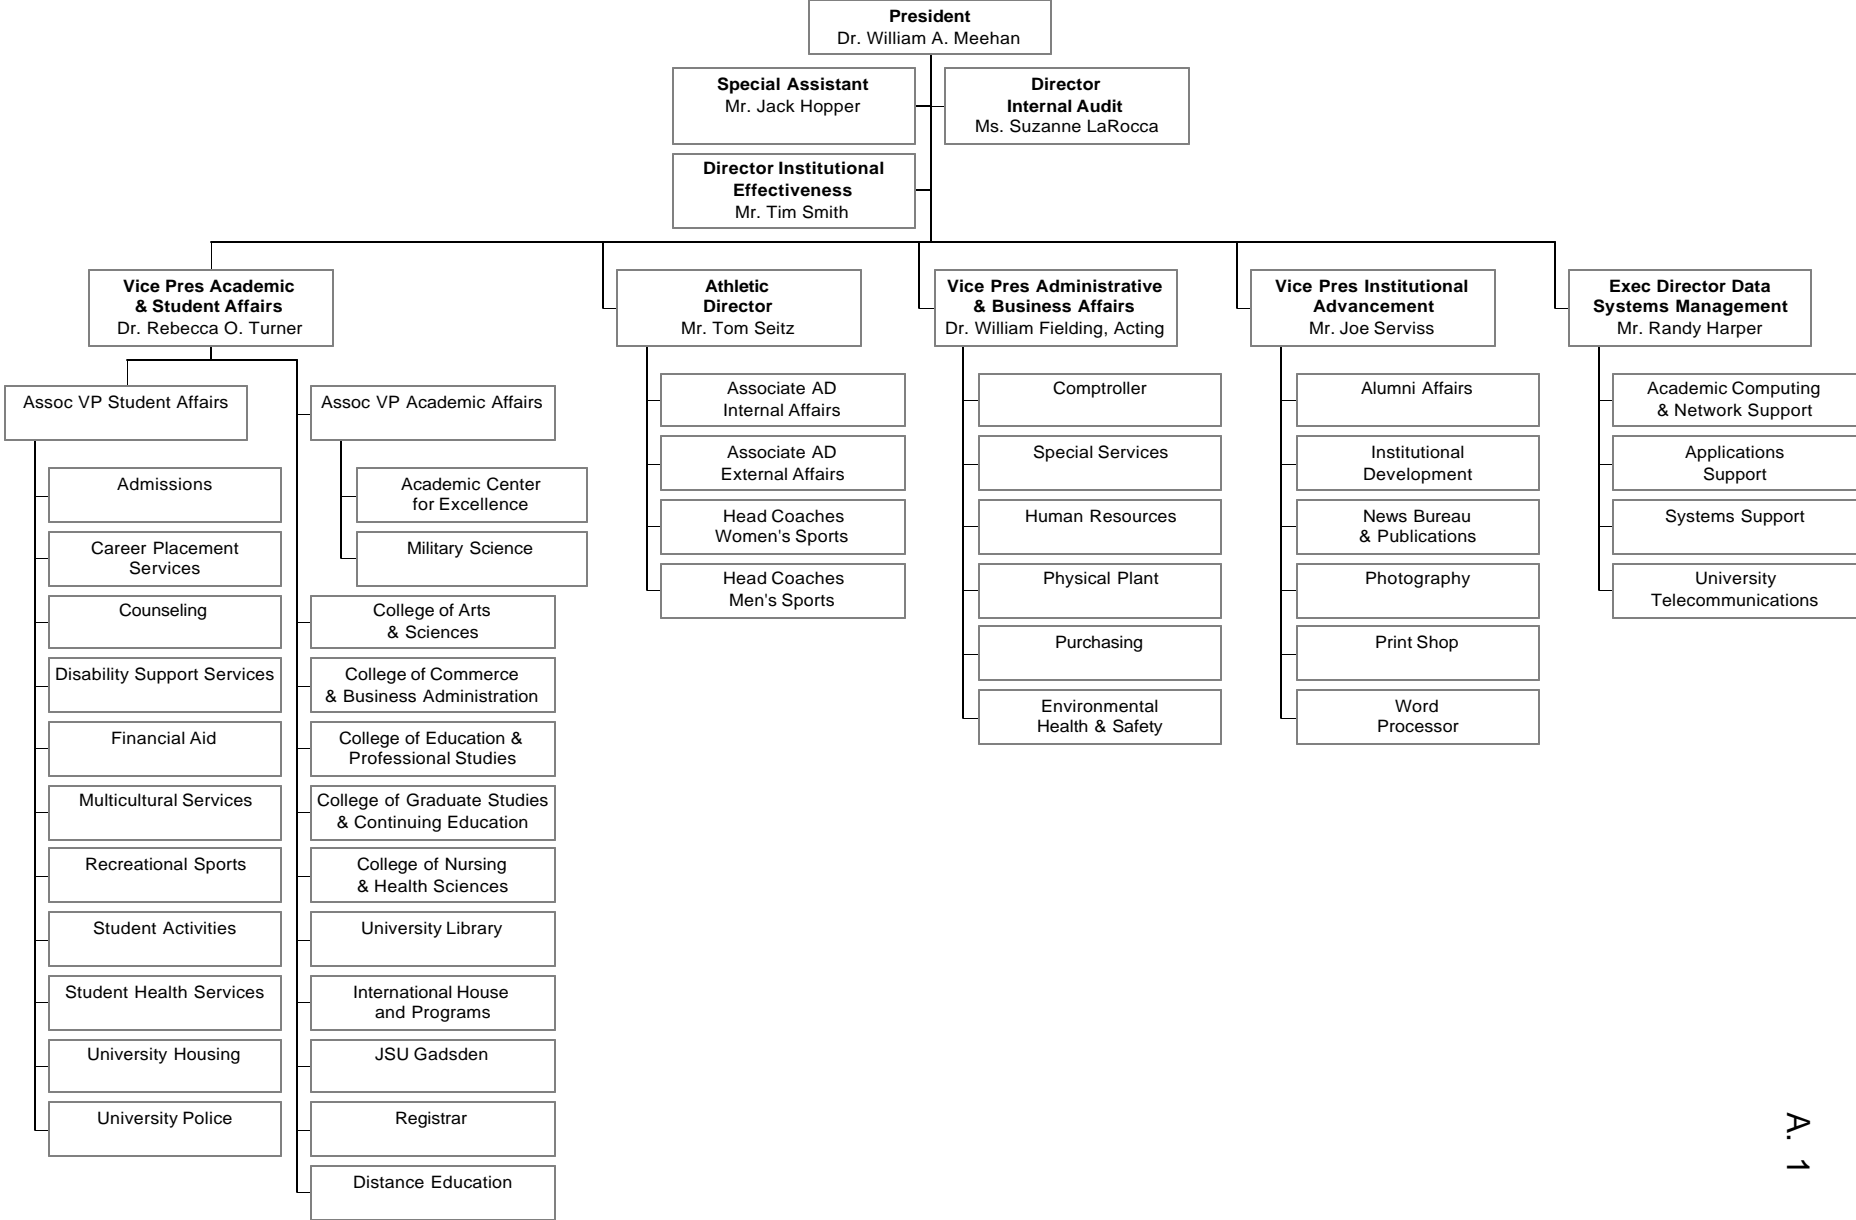 President
Dr. William A. Meehan
Special Assistant
Mr. Jack Hopper
Director
Internal Audit
Ms. Suzanne LaRocca
Director Institutional
Effectiveness
Mr. Tim Smith
Vice Pres Academic
& Student Affairs
Dr. Rebecca O. Turner
Athletic
Director
Mr. Tom Seitz
Vice Pres Administrative
& Business Affairs
Dr. William Fielding, Acting
Vice Pres Institutional
Advancement
Mr. Joe Serviss
Exec Director Data
Systems Management
Mr. Randy Harper
Assoc VP Student Affairs
Admissions
Career Placement
Services
Counseling
Disability Support Services
Financial Aid
Multicultural Services
Recreational Sports
Student Activities
Student Health Services
University Housing
University Police
Assoc VP Academic Affairs
Academic Center
for Excellence
Military Science
College of Arts
& Sciences
College of Commerce
& Business Administration
College of Education &
Professional Studies
College of Graduate Studies
& Continuing Education
College of Nursing
& Health Sciences
University Library
International House
and Programs
JSU Gadsden
Registrar
Distance Education
Associate AD
Internal Affairs
Associate AD
External Affairs
Head Coaches
Women's Sports
Head Coaches
Men's Sports
Comptroller
Special Services
Human Resources
Physical Plant
Purchasing
Environmental
Health & Safety
Alumni Affairs
Institutional
Development
News Bureau
& Publications
Photography
Print Shop
Word
Processor
Academic Computing
& Network Support
Applications
Support
Systems Support
University
Telecommunications
A. 1